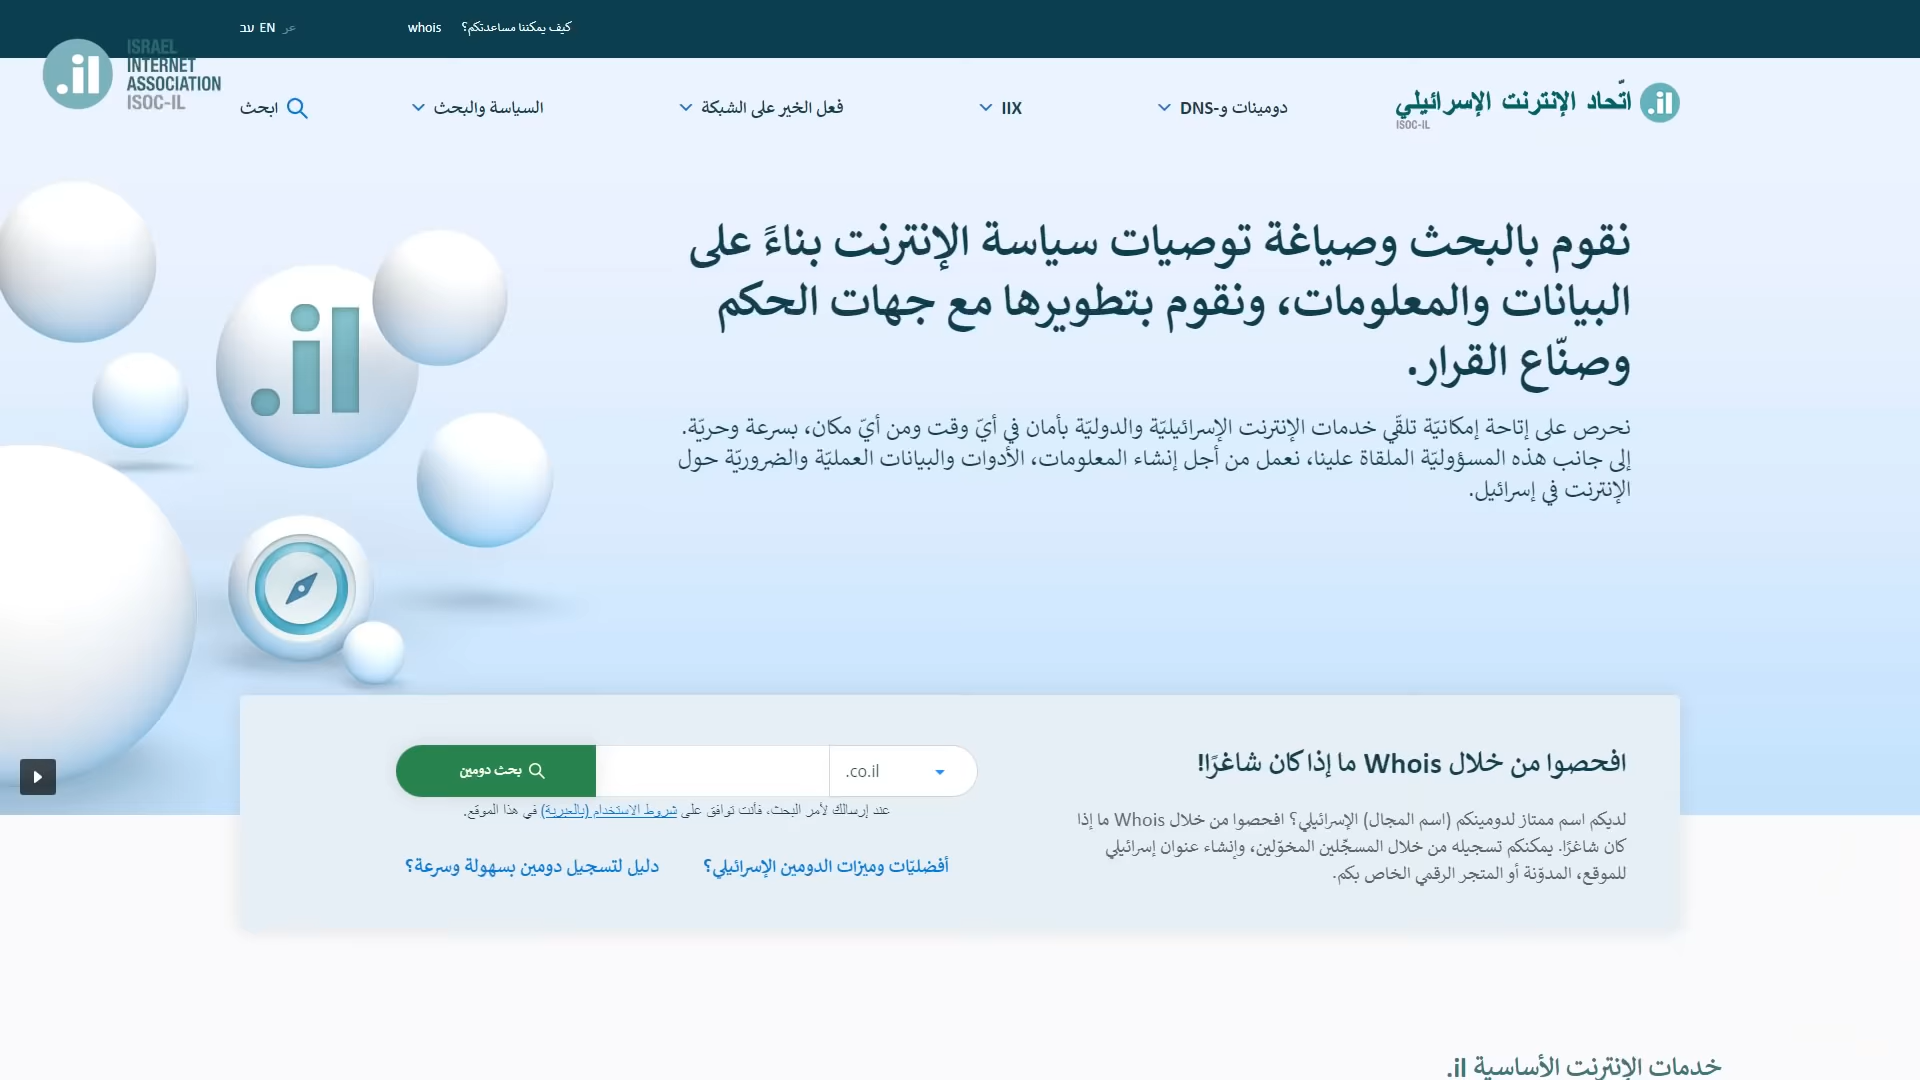 كيف يمكننا مساعدتكم؟
whois
عر EN עב
ISRAEL
INTERNET
ASSOCIATION
ISOC-IL
.il
اتّحاد الإنترنت الإسرائيلي
ISOC-IL
.il
دومينات و-DNS
IIX
فعل الخير على الشبكة
السياسة والبحث
ابحث
نقوم بالبحث وصياغة توصيات سياسة الإنترنت بناءً على
البيانات والمعلومات، ونقوم بتطويرها مع جهات الحكم
وصنّاع القرار.
نحرص على إتاحة إمكانيّة تلقّي خدمات الإنترنت الإسرائيليّة والدوليّة بأمان في أيّ وقت ومن أيّ مكان، بسرعة وحريّة.
إلى جانب هذه المسؤوليّة الملقاة علينا، نعمل من أجل إنشاء المعلومات، الأدوات والبيانات العمليّة والضروريّة حول
الإنترنت في إسرائيل.
.il
افحصوا من خلال Whois ما إذا كان شاغرًا!
لديكم اسم ممتاز لدومينكم (اسم المجال) الإسرائيلي؟ افحصوا من خلال Whois ما إذا
كان شاغرًا. يمكنكم تسجيله من خلال المسجّلين المخوّلين، وإنشاء عنوان إسرائيلي
للموقع، المدوّنة أو المتجر الرقمي الخاص بكم.
.co.il
بحث دومين
عند إرسالك لأمر البحث، فأنت توافق على شروط الاستخدام (بالعبرية) في هذا الموقع.
أفضليّات وميزات الدومين الإسرائيلي؟
دليل لتسجيل دومين بسهولة وسرعة؟
خدمات الإنترنت الأساسية il.